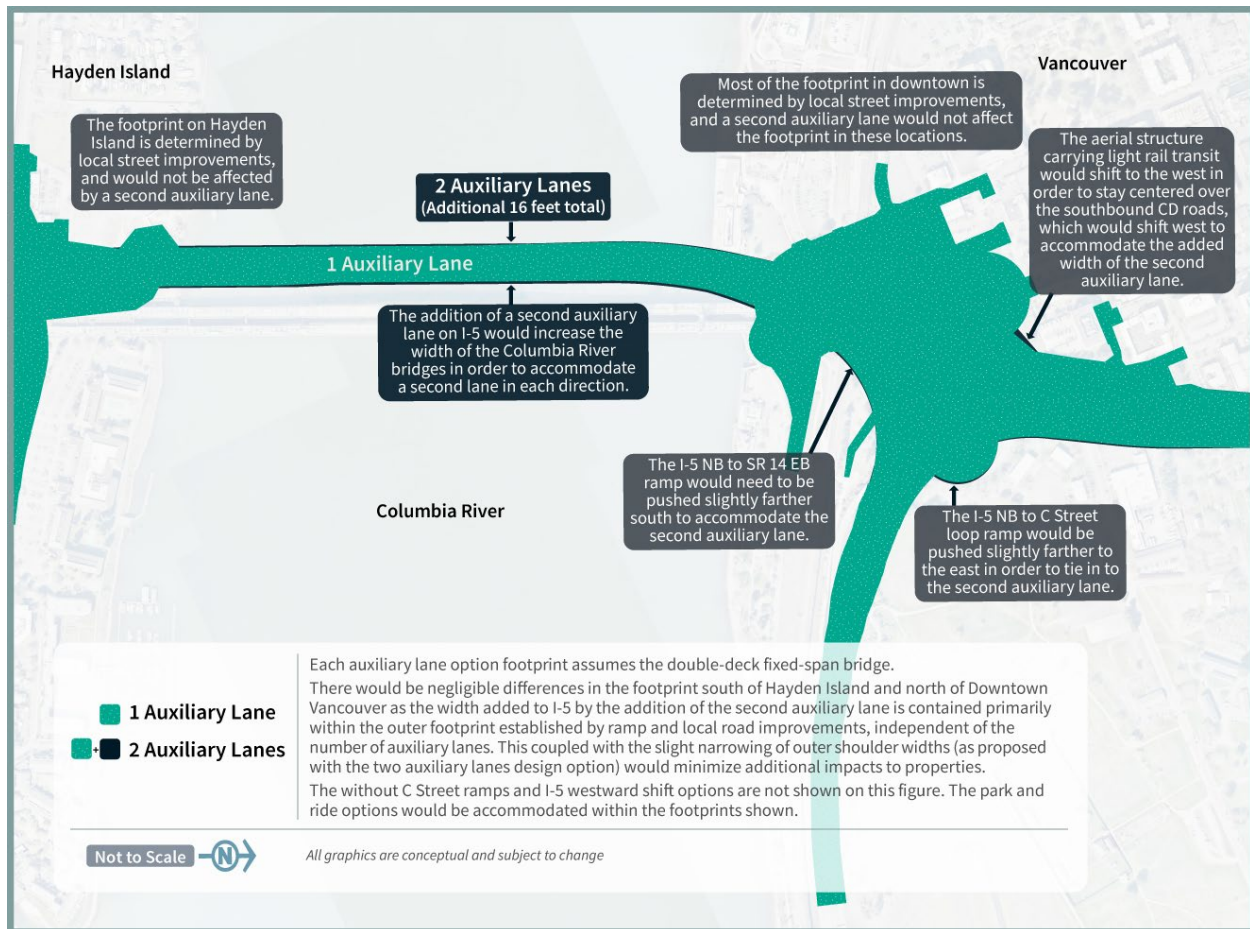 Hayden Island
Vancouver
The footprint on Hayden
Island is determined by
local street improvements,
and would not be affected
by a second auxiliary lane.
Most of the footprint in downtown is
determined by local street improvements,
and a second auxiliary lane would not affect
the footprint in these locations.
The aerial structure
carrying light rail transit
would shift to the west in
order to stay centered over
the southbound CD roads,
which would shift west to
accommodate the added
width of the second
auxiliary lane.
2 Auxiliary Lanes
(Additional 16 feet total)
1 Auxiliary Lane
The addition of a second auxiliary
lane on I-5 would increase the
width of the Columbia River
bridges in order to accommodate
a second lane in each direction.
The I-5 NB to SR 14 EB
ramp would need to be
pushed slightly farther
south to accommodate the
second auxiliary lane.
Columbia River
The I-5 NB to C Street
loop ramp would be
pushed slightly farther to
the east in order to tie in to
the second auxiliary lane.
1 Auxiliary Lane
+ 2 Auxiliary Lanes
Each auxiliary lane option footprint assumes the double-deck fixed-span bridge.
There would be negligible differences in the footprint south of Hayden Island and north of Downtown
Vancouver as the width added to I-5 by the addition of the second auxiliary lane is contained primarily
within the outer footprint established by ramp and local road improvements, independent of the
number of auxiliary lanes. This coupled with the slight narrowing of outer shoulder widths (as proposed
with the two auxiliary lanes design option) would minimize additional impacts to properties.
The without C Street ramps and I-5 westward shift options are not shown on this figure. The park and
ride options would be accommodated within the footprints shown.
Not to Scale N
All graphics are conceptual and subject to change